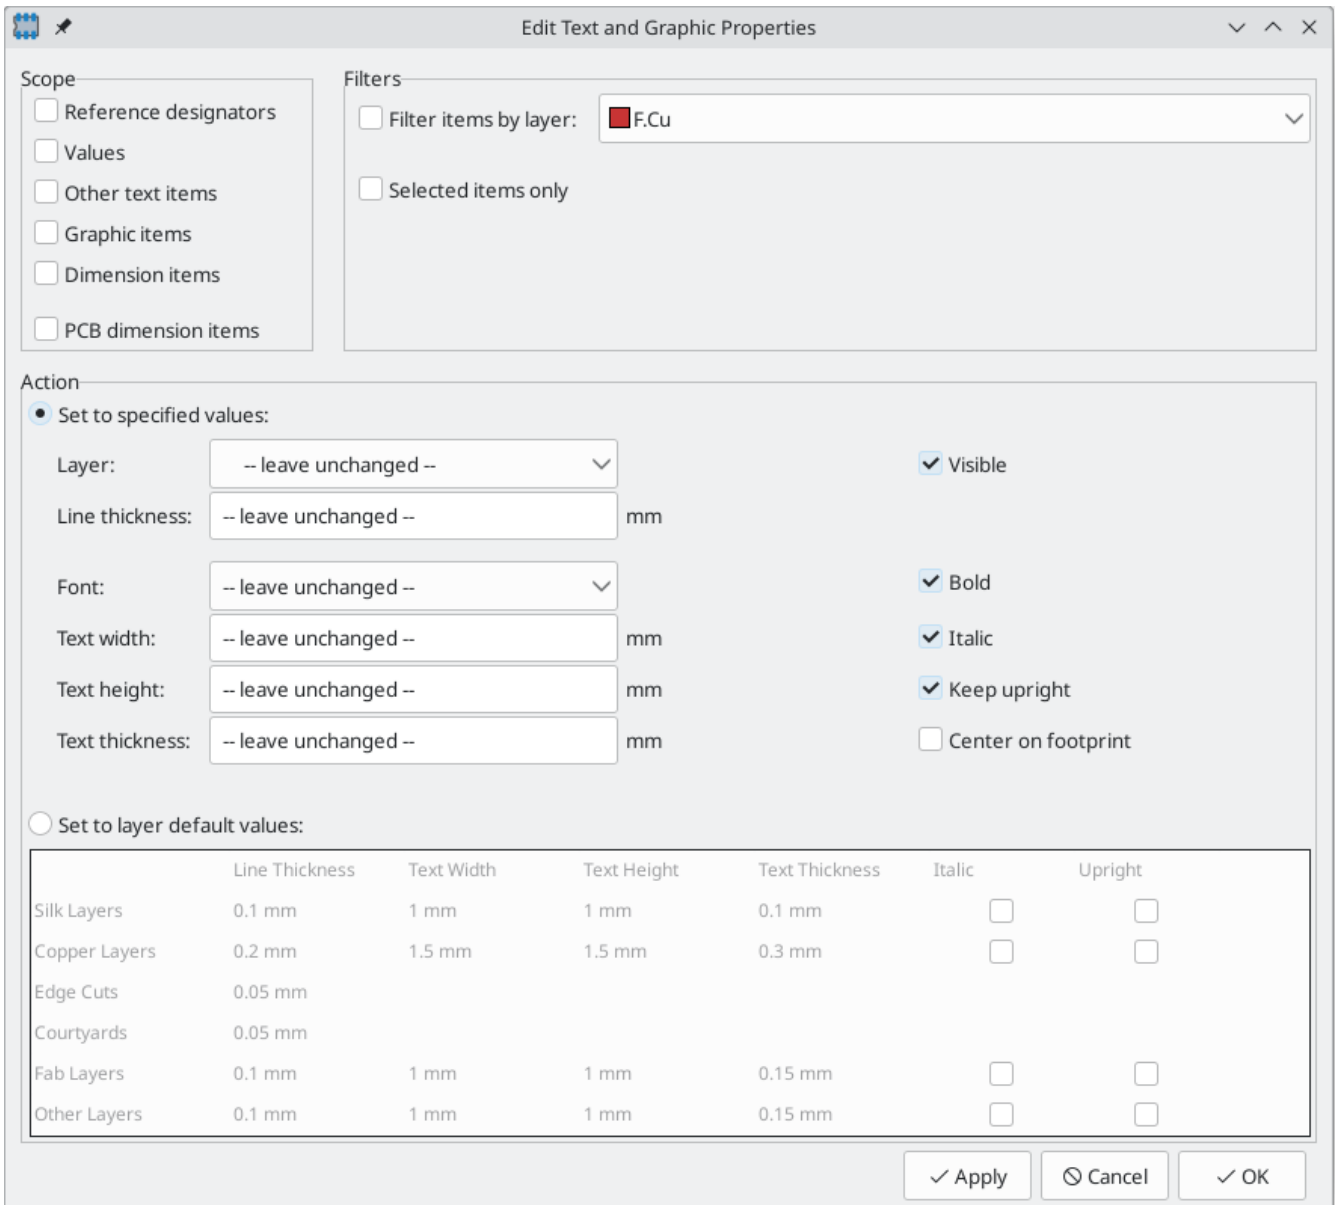 Edit Text and Graphic Properties
Scope
Reference designators
Values
Other text items
Graphic items
Dimension items
PCB dimension items
Filters
Filter items by layer: F.Cu
Selected items only
Action
Set to specified values:
Layer: -- leave unchanged -- Visible
Line thickness: -- leave unchanged -- mm
Font: -- leave unchanged -- Bold
Text width: -- leave unchanged -- mm Italic
Text height: -- leave unchanged -- mm Keep upright
Text thickness: -- leave unchanged -- mm Center on footprint
Set to layer default values:
Line Thickness Text Width Text Height Text Thickness Italic Upright
Silk Layers 0.1 mm 1 mm 1 mm 0.1 mm
Copper Layers 0.2 mm 1.5 mm 1.5 mm 0.3 mm
Edge Cuts 0.05 mm
Courtyards 0.05 mm
Fab Layers 0.1 mm 1 mm 1 mm 0.15 mm
Other Layers 0.1 mm 1 mm 1 mm 0.15 mm
Apply Cancel OK